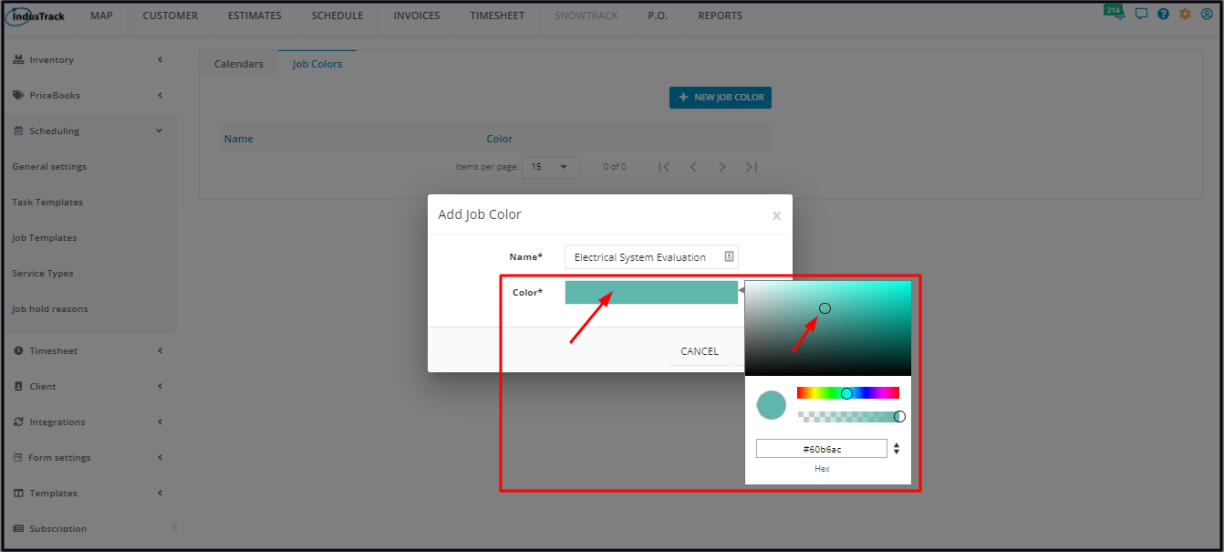 IndusTrack MAP CUSTOMER ESTIMATES SCHEDULE INVOICES TIMESHEET SNOWTRACK P.O. REPORTS 214
Inventory
PriceBooks
Scheduling
General settings
Task Templates
Job Templates
Service Types
Job hold reasons
Timesheet
Client
Integrations
Form settings
Templates
Subscription
Calendars Job Colors
+ NEW JOB COLOR
Name Color
Items per page: 15 0 of 0
Add Job Color x
Name* Electrical System Evaluation
Color*
CANCEL
#60b6ac
Hex